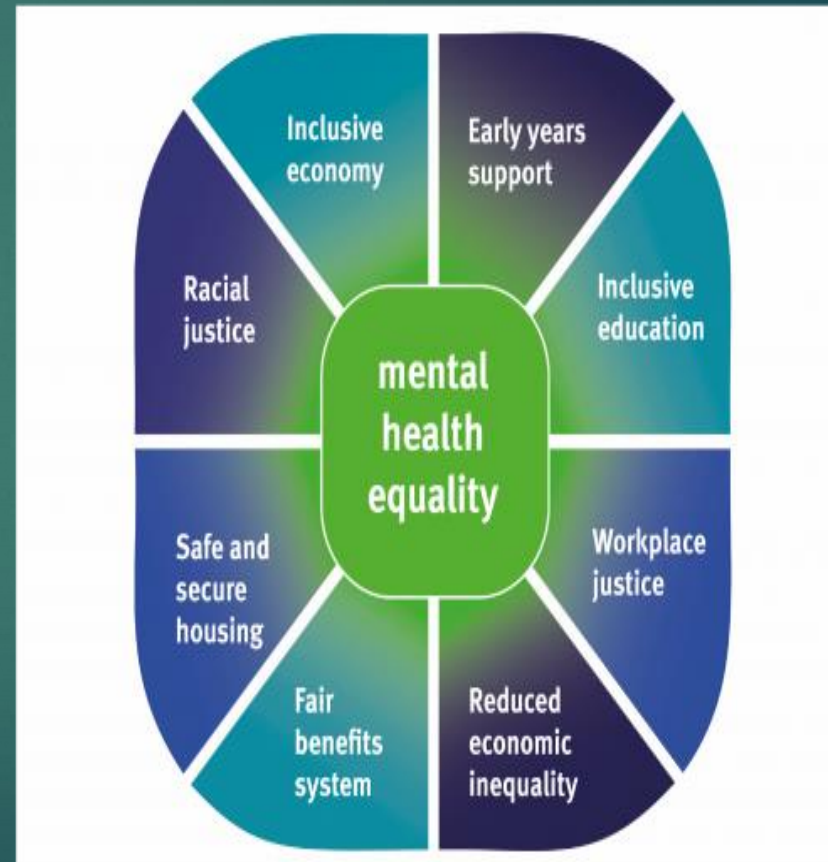 Inclusive
economy
Early years
support
Racial
justice
Inclusive
education
mental
health
equality
Safe and
secure
housing
Workplace
justice
Fair
benefits
system
Reduced
economic
inequality